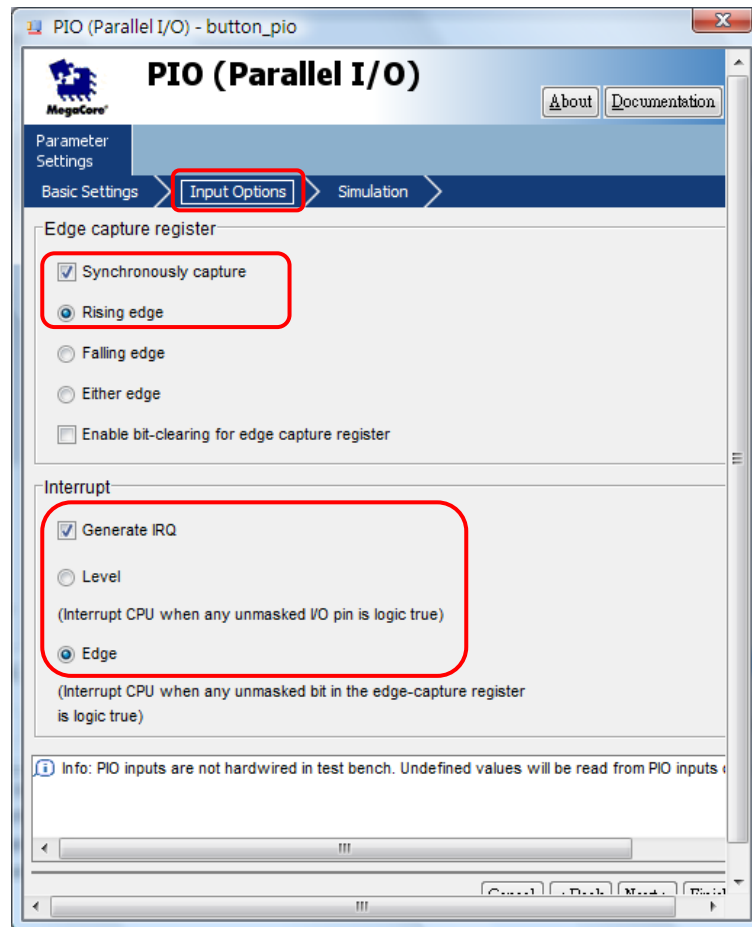 PIO (Parallel I/O) - button_pio
PIO (Parallel I/O)
MegaCore®
About
Documentation
Parameter
Settings
Basic Settings
Input Options
Simulation
Edge capture register
Synchronously capture
Rising edge
Falling edge
Either edge
Enable bit-clearing for edge capture register
Interrupt
Generate IRQ
Level
(Interrupt CPU when any unmasked I/O pin is logic true)
Edge
(Interrupt CPU when any unmasked bit in the edge-capture register
is logic true)
Info: PIO inputs are not hardwired in test bench. Undefined values will be read from PIO inputs